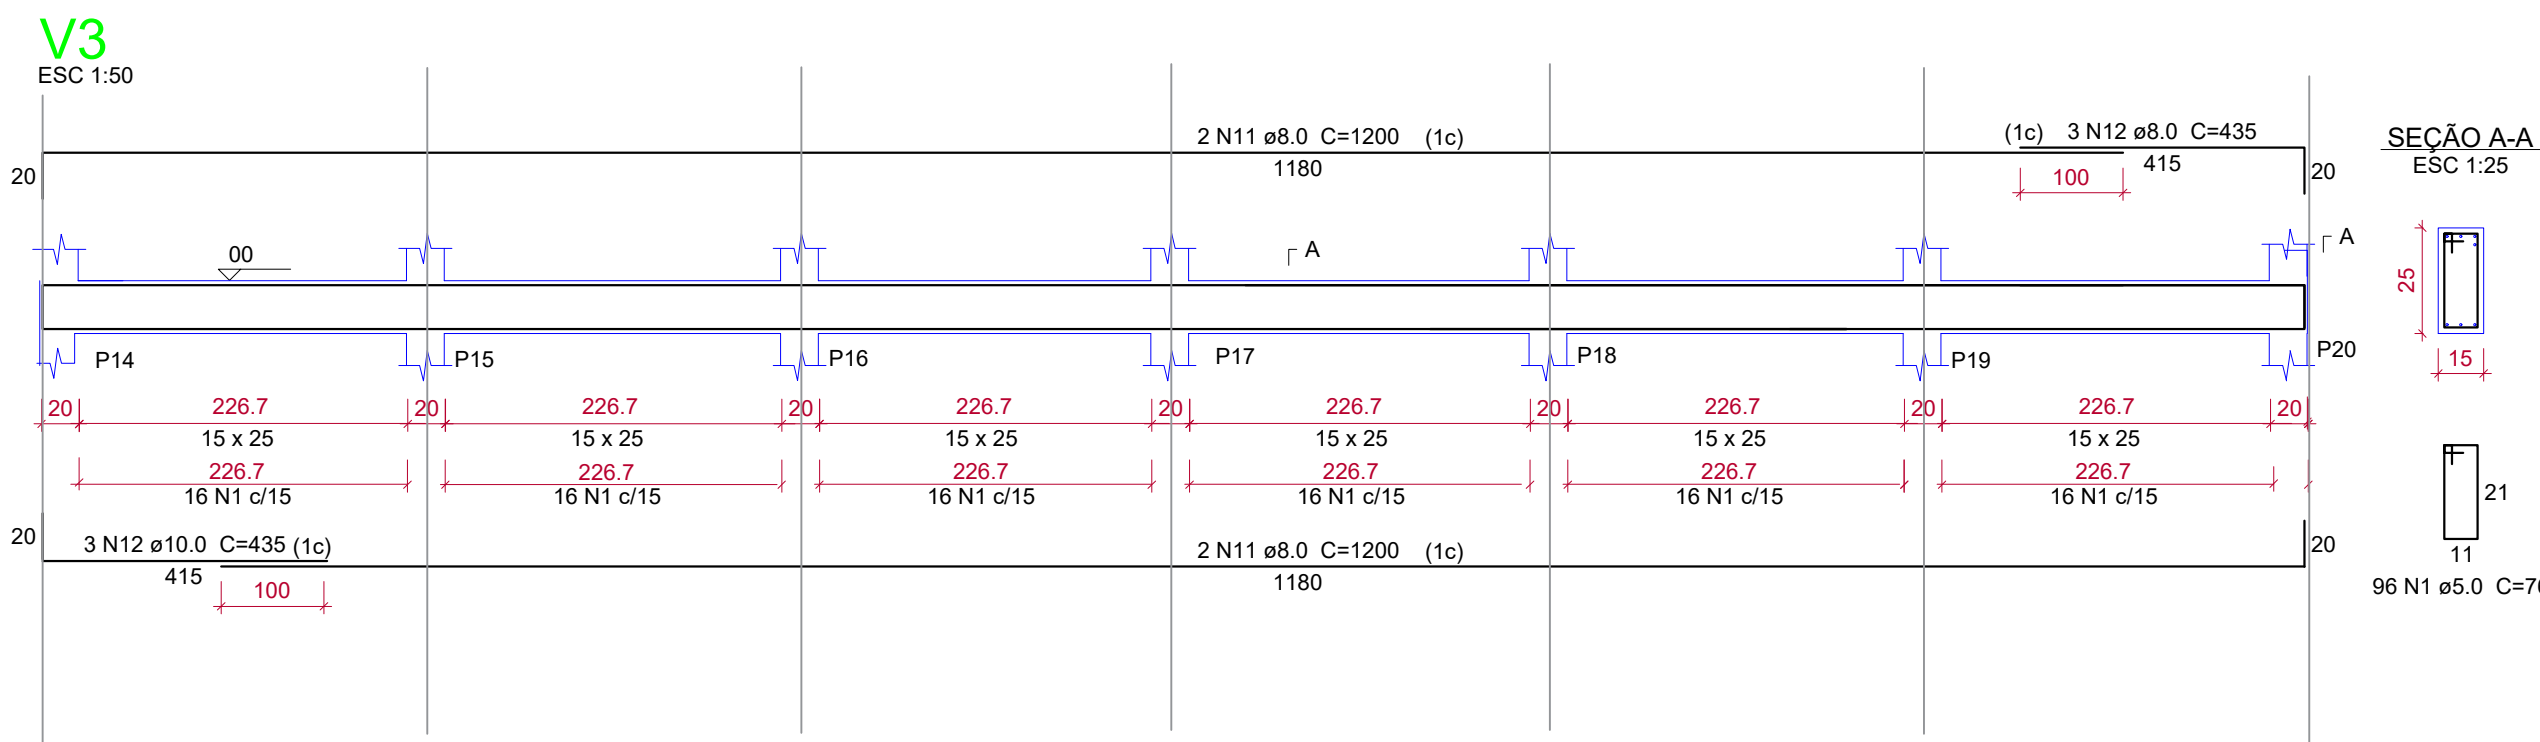 V3
ESC 1:50
2 N11 ø8.0 C=1200 (1c)
1180
(1c) 3 N12 ø8.0 C=435
415
100
20
20
SEÇÃO A-A
ESC 1:25
00
A
A
25
15
P14
P15
P16
P17
P18
P19
P20
20 226.7 20 226.7 20 226.7 20 226.7 20 226.7 20 226.7 20
15 x 25 15 x 25 15 x 25 15 x 25 15 x 25 15 x 25
226.7 226.7 226.7 226.7 226.7 226.7
16 N1 c/15 16 N1 c/15 16 N1 c/15 16 N1 c/15 16 N1 c/15 16 N1 c/15
20
3 N12 ø10.0 C=435 (1c)
415
100
2 N11 ø8.0 C=1200 (1c)
1180
20
21
11
96 N1 ø5.0 C=